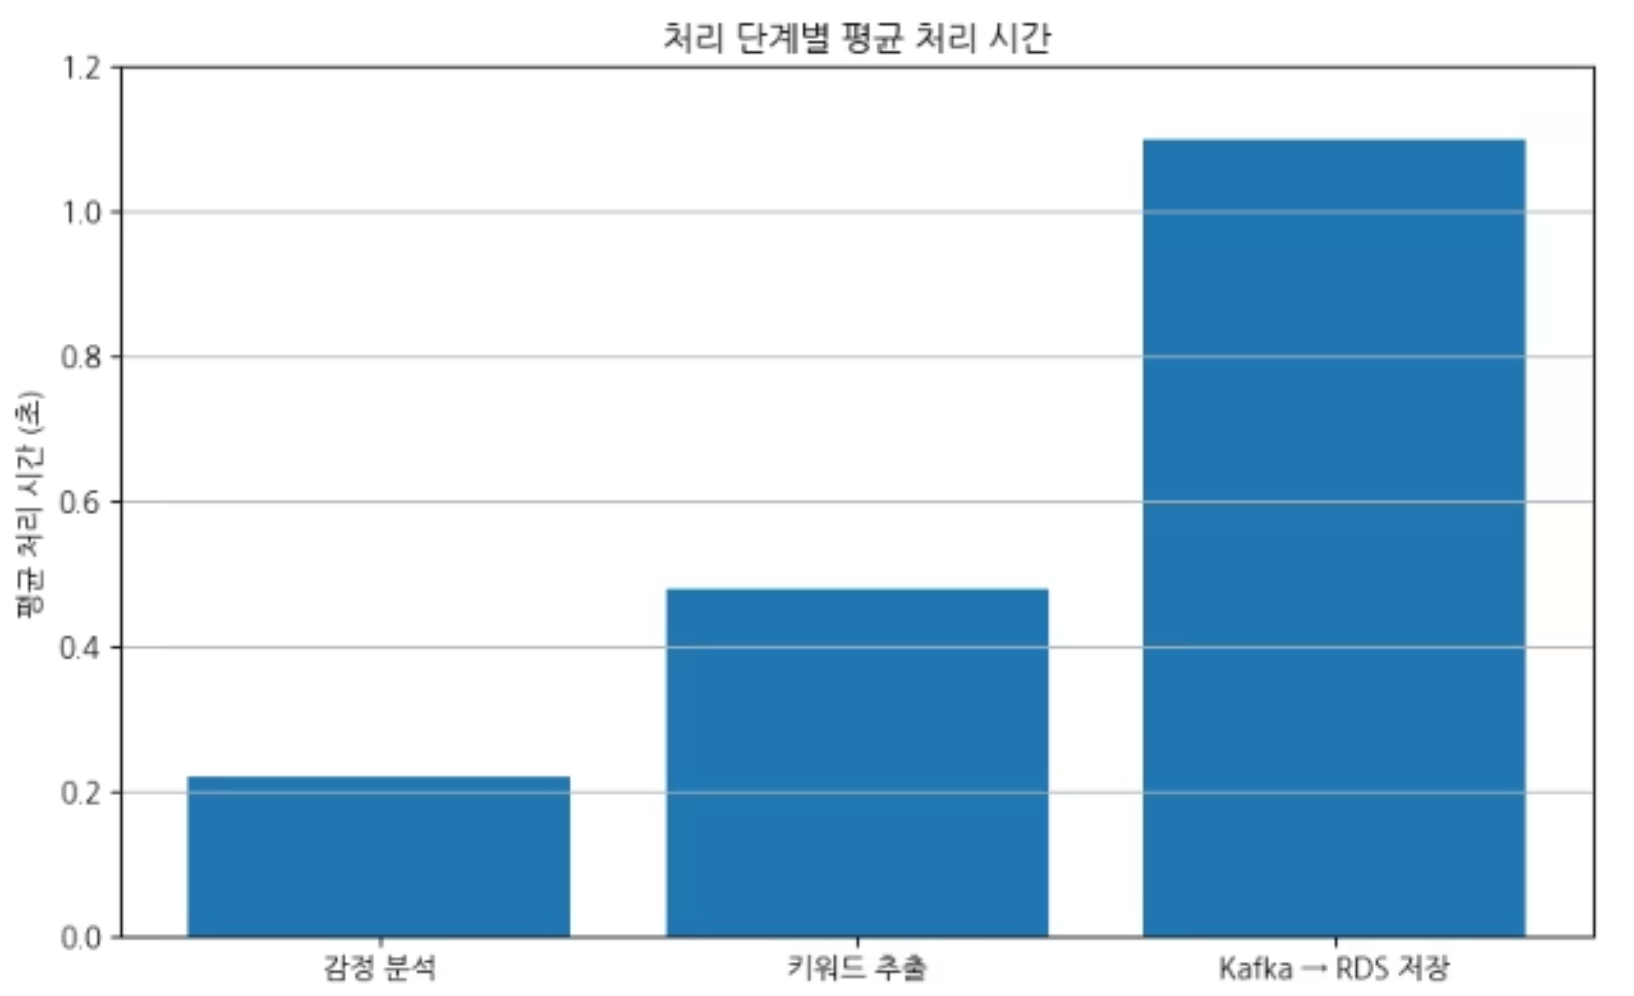 처리 단계별 평균 처리 시간
평균 처리 시간 (초)
1.2
1.0
0.8
0.6
0.4
0.2
0.0
감정 분석
키워드 추출
Kafka → RDS 저장